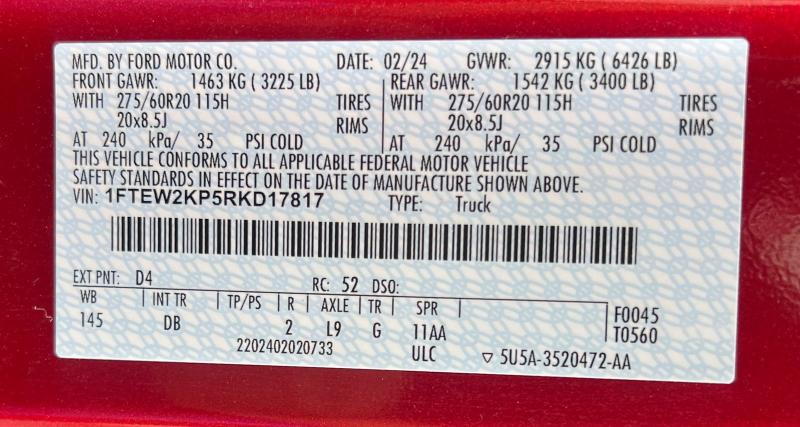 MFD. BY FORD MOTOR CO. DATE: 02/24 GVWR: 2915 KG ( 6426 LB)
FRONT GAWR: 1463 KG ( 3225 LB) REAR GAWR: 1542 KG ( 3400 LB)
WITH 275/60R20 115H TIRES WITH 275/60R20 115H TIRES
20x8.5J RIMS 20x8.5J RIMS
AT 240 kPa/ 35 PSI COLD AT 240 kPa/ 35 PSI COLD
THIS VEHICLE CONFORMS TO ALL APPLICABLE FEDERAL MOTOR VEHICLE
SAFETY STANDARDS IN EFFECT ON THE DATE OF MANUFACTURE SHOWN ABOVE.
VIN: 1FTEW2KP5RKD17817 TYPE: Truck
EXT PNT: D4 RC: 52 DSO:
WB INT TR TP/PS R AXLE TR SPR F0045
145 DB 2 L9 G 11AA T0560
2202402020733 ULC ▽ 5U5A-3520472-AA